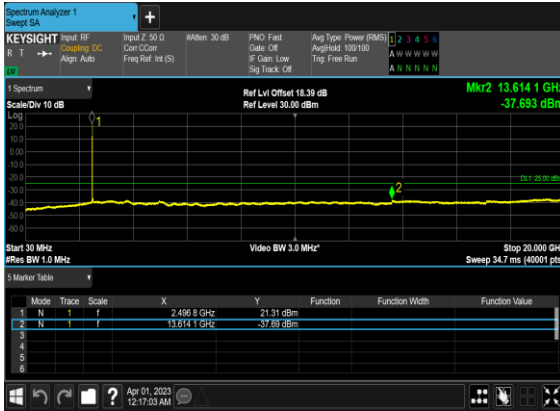 Spectrum Analyzer 1
Swept SA
+
KEYSIGHT Input: RF Input Z: 50 Ω #Atten: 30 dB PNO: Fast Avg Type: Power (RMS) 1 2 3 4 5 6
R T Coupling: DC Corr CCorr Gate: Off Avg|Hold: 100/100 A W W W W W
Align: Auto Freq Ref: Int (S) IF Gain: Low Trig: Free Run
Sig Track: Off A N N N N N
1 Spectrum Ref Lvl Offset 18.39 dB Mkr2 13.614 1 GHz
Scale/Div 10 dB Ref Level 30.00 dBm -37.693 dBm
Log
20.0
10.0
0.00
-10.0
-20.0
-30.0
-40.0
-50.0
-60.0
1
2
DL1 -25.00 dBm
Start 30 MHz Video BW 3.0 MHz* Stop 20.000 GHz
#Res BW 1.0 MHz Sweep 34.7 ms (40001 pts)
5 Marker Table
Mode Trace Scale X Y Function Function Width Function Value
1 N 1 f 2.496 8 GHz 21.31 dBm
2 N 1 f 13.614 1 GHz -37.69 dBm
3
4
5
6
? Apr 01, 2023
12:17:03 AM